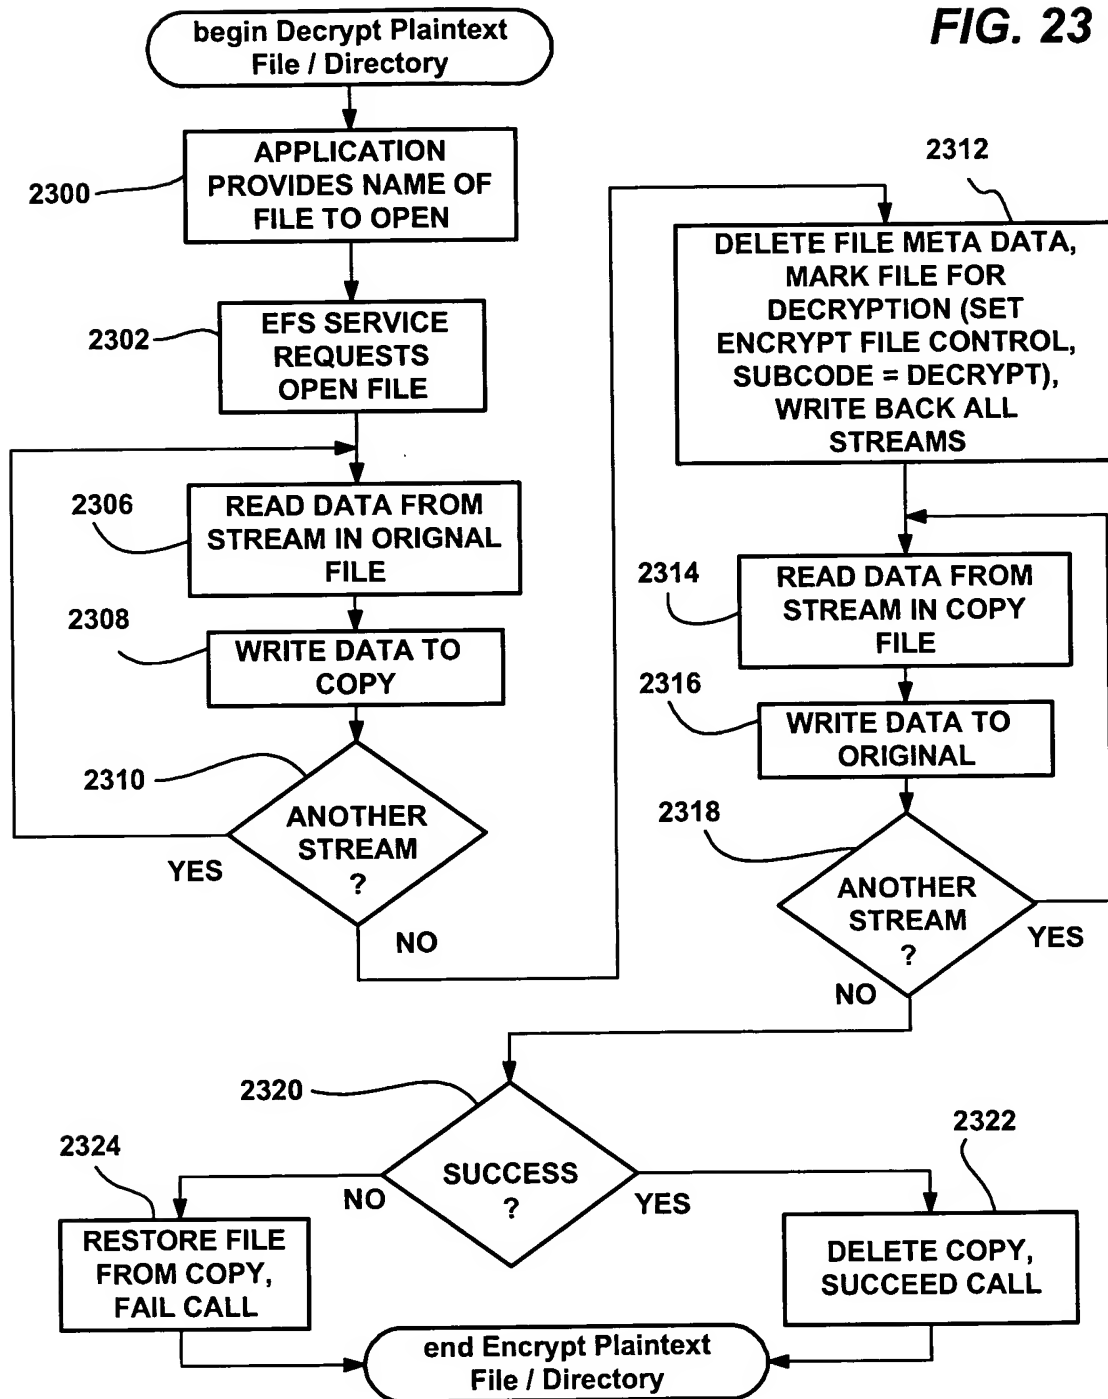 FIG. 23
begin Decrypt Plaintext
File / Directory
2300
APPLICATION
PROVIDES NAME OF
FILE TO OPEN
2302
EFS SERVICE
REQUESTS
OPEN FILE
2306
READ DATA FROM
STREAM IN ORIGNAL
FILE
2308
WRITE DATA TO
COPY
2310
ANOTHER
STREAM
?
YES
NO
2312
DELETE FILE META DATA,
MARK FILE FOR
DECRYPTION (SET
ENCRYPT FILE CONTROL,
SUBCODE = DECRYPT),
WRITE BACK ALL
STREAMS
2314
READ DATA FROM
STREAM IN COPY
FILE
2316
WRITE DATA TO
ORIGINAL
2318
ANOTHER
STREAM
?
YES
NO
2320
SUCCESS
?
NO
YES
2324
RESTORE FILE
FROM COPY,
FAIL CALL
2322
DELETE COPY,
SUCCEED CALL
end Encrypt Plaintext
File / Directory